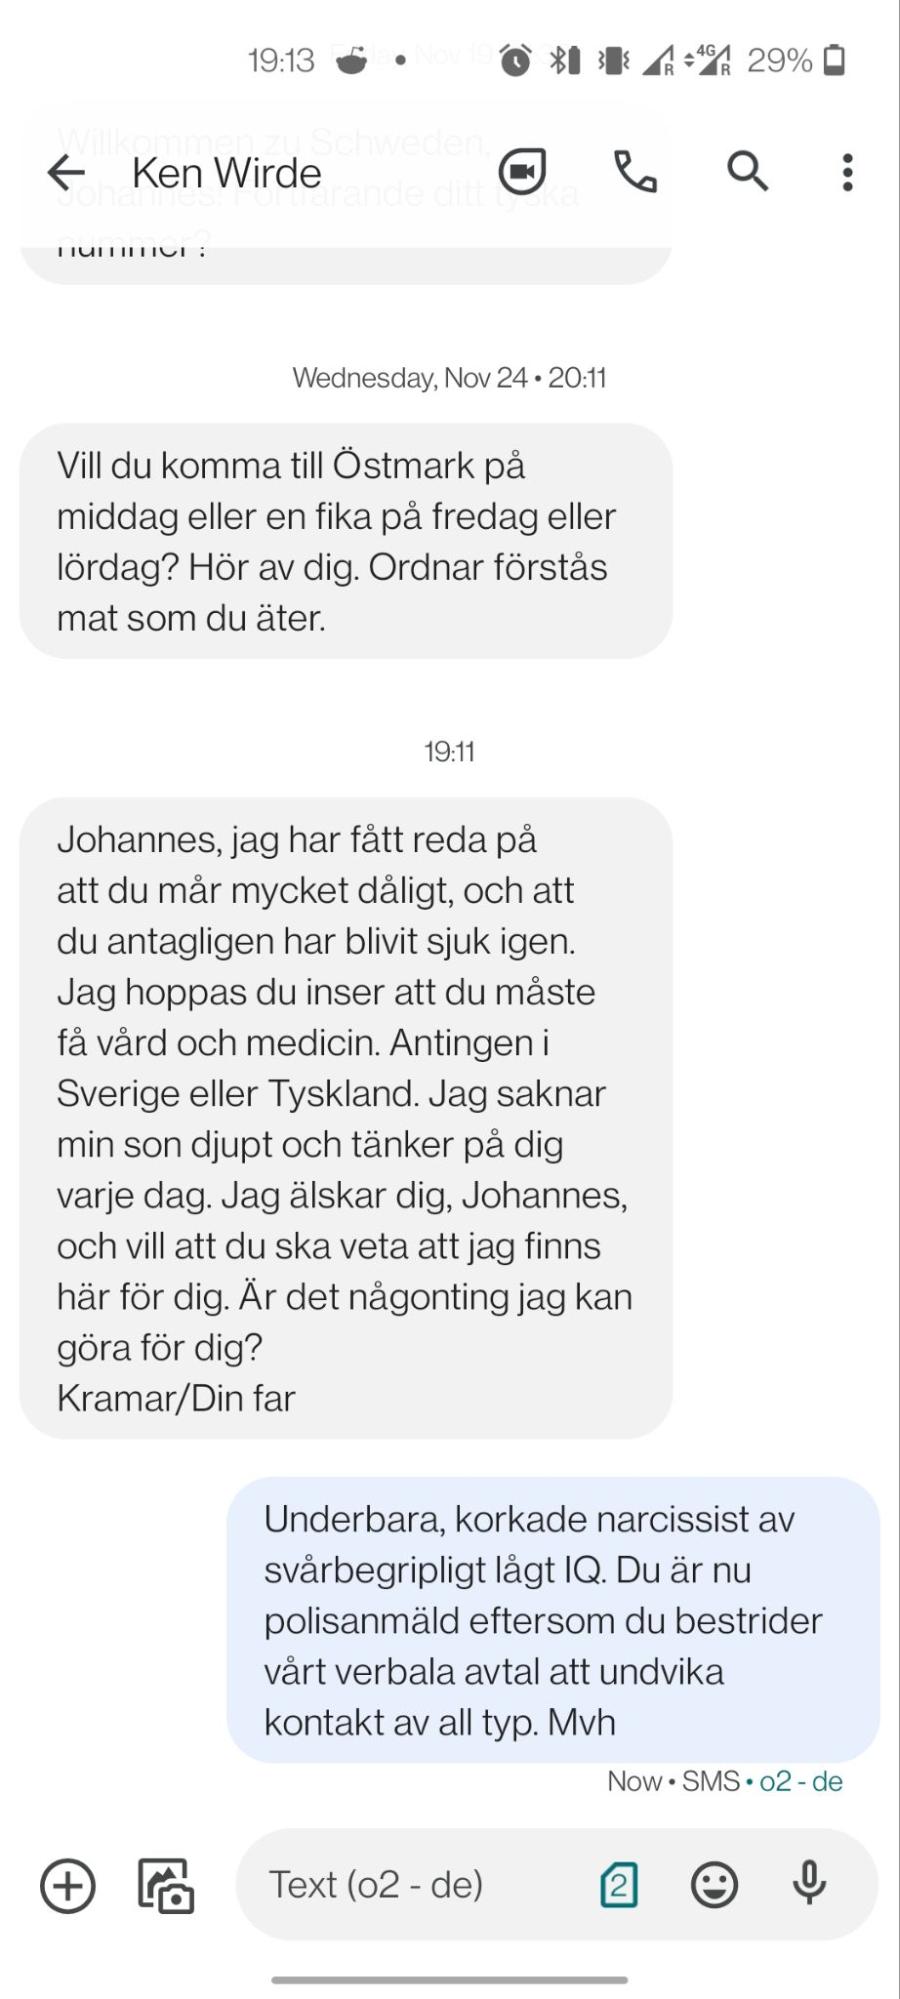 19:13 Friday, Nov 19 4G R R 29%
Willkommen zu Schweden,
Ken Wirde
Johannes! Fortfarande ditt tyska
nummer?
Wednesday, Nov 24 • 20:11
Vill du komma till Östmark på
middag eller en fika på fredag eller
lördag? Hör av dig. Ordnar förstås
mat som du äter.
19:11
Johannes, jag har fått reda på
att du mår mycket dåligt, och att
du antagligen har blivit sjuk igen.
Jag hoppas du inser att du måste
få vård och medicin. Antingen i
Sverige eller Tyskland. Jag saknar
min son djupt och tänker på dig
varje dag. Jag älskar dig, Johannes,
och vill att du ska veta att jag finns
här för dig. Är det någonting jag kan
göra för dig?
Kramar/Din far
Underbara, korkade narcissist av
svårbegripligt lågt IQ. Du är nu
polisanmäld eftersom du bestrider
vårt verbala avtal att undvika
kontakt av all typ. Mvh
Now • SMS • o2 - de
Text (o2 - de) 2